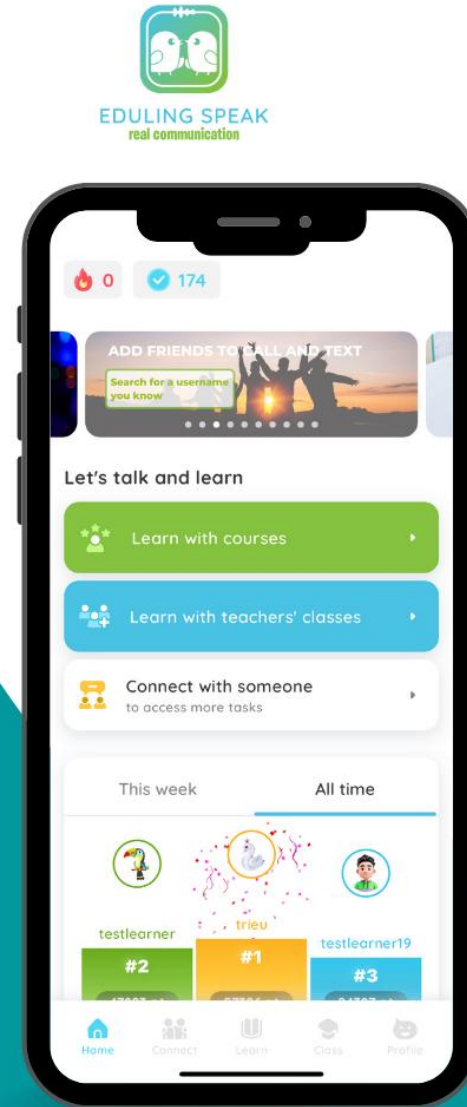 EDULING SPEAK
real communication
0
174
ADD FRIENDS TO CALL AND TEXT
Search for a username
you know
Let's talk and learn
Learn with courses
Learn with teachers' classes
Connect with someone
to access more tasks
This week
All time
testlearner
trieu
testlearner19
#2
#1
#3
Home
Connect
Learn
Class
Profile